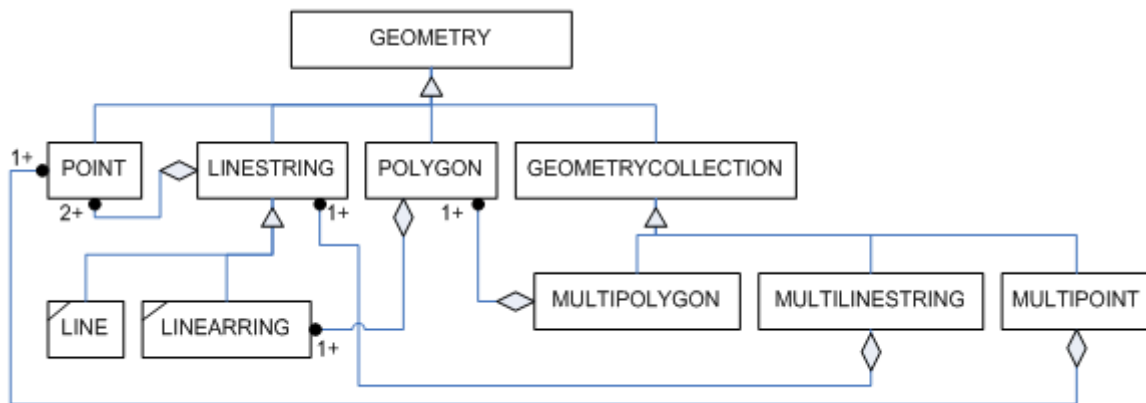 GEOMETRY
1+
POINT
LINESTRING
POLYGON
GEOMETRYCOLLECTION
2+
1+
1+
LINE
LINEARRING
MULTIPOLYGON
MULTILINESTRING
MULTIPOINT
1+